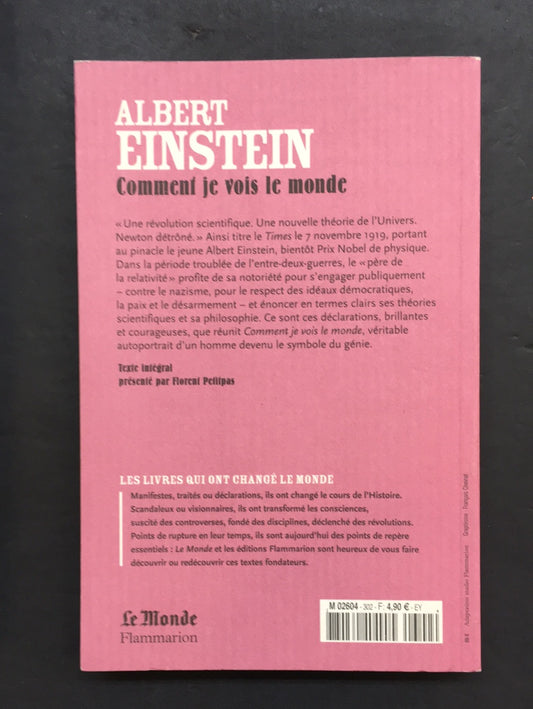 ALBERT
EINSTEIN
Comment je vois le monde
« Une révolution scientifique. Une nouvelle théorie de l'Univers.
Newton détrôné. » Ainsi titre le Times le 7 novembre 1919, portant
au pinacle le jeune Albert Einstein, bientôt Prix Nobel de physique.
Dans la période troublée de l'entre-deux-guerres, le « père de
la relativité » profite de sa notoriété pour s'engager publiquement
– contre le nazisme, pour le respect des idéaux démocratiques,
la paix et le désarmement – et énoncer en termes clairs ses théories
scientifiques et sa philosophie. Ce sont ces déclarations, brillantes
et courageuses, que réunit Comment je vois le monde, véritable
autoportrait d'un homme devenu le symbole du génie.
Texte intégral
présenté par Florent Petitpas
LES LIVRES QUI ONT CHANGÉ LE MONDE
Manifestes, traités ou déclarations, ils ont changé le cours de l'Histoire.
Scandaleux ou visionnaires, ils ont transformé les consciences,
suscité des controverses, fondé des disciplines, déclenché des révolutions.
Points de rupture en leur temps, ils sont aujourd'hui des points de repère
essentiels : Le Monde et les éditions Flammarion sont heureux de vous faire
découvrir ou redécouvrir ces textes fondateurs.
M 02604 - 302 - F: 4,90 € - EY
Le Monde
Flammarion
Adaptation studio Flammarion
Graphisme : François